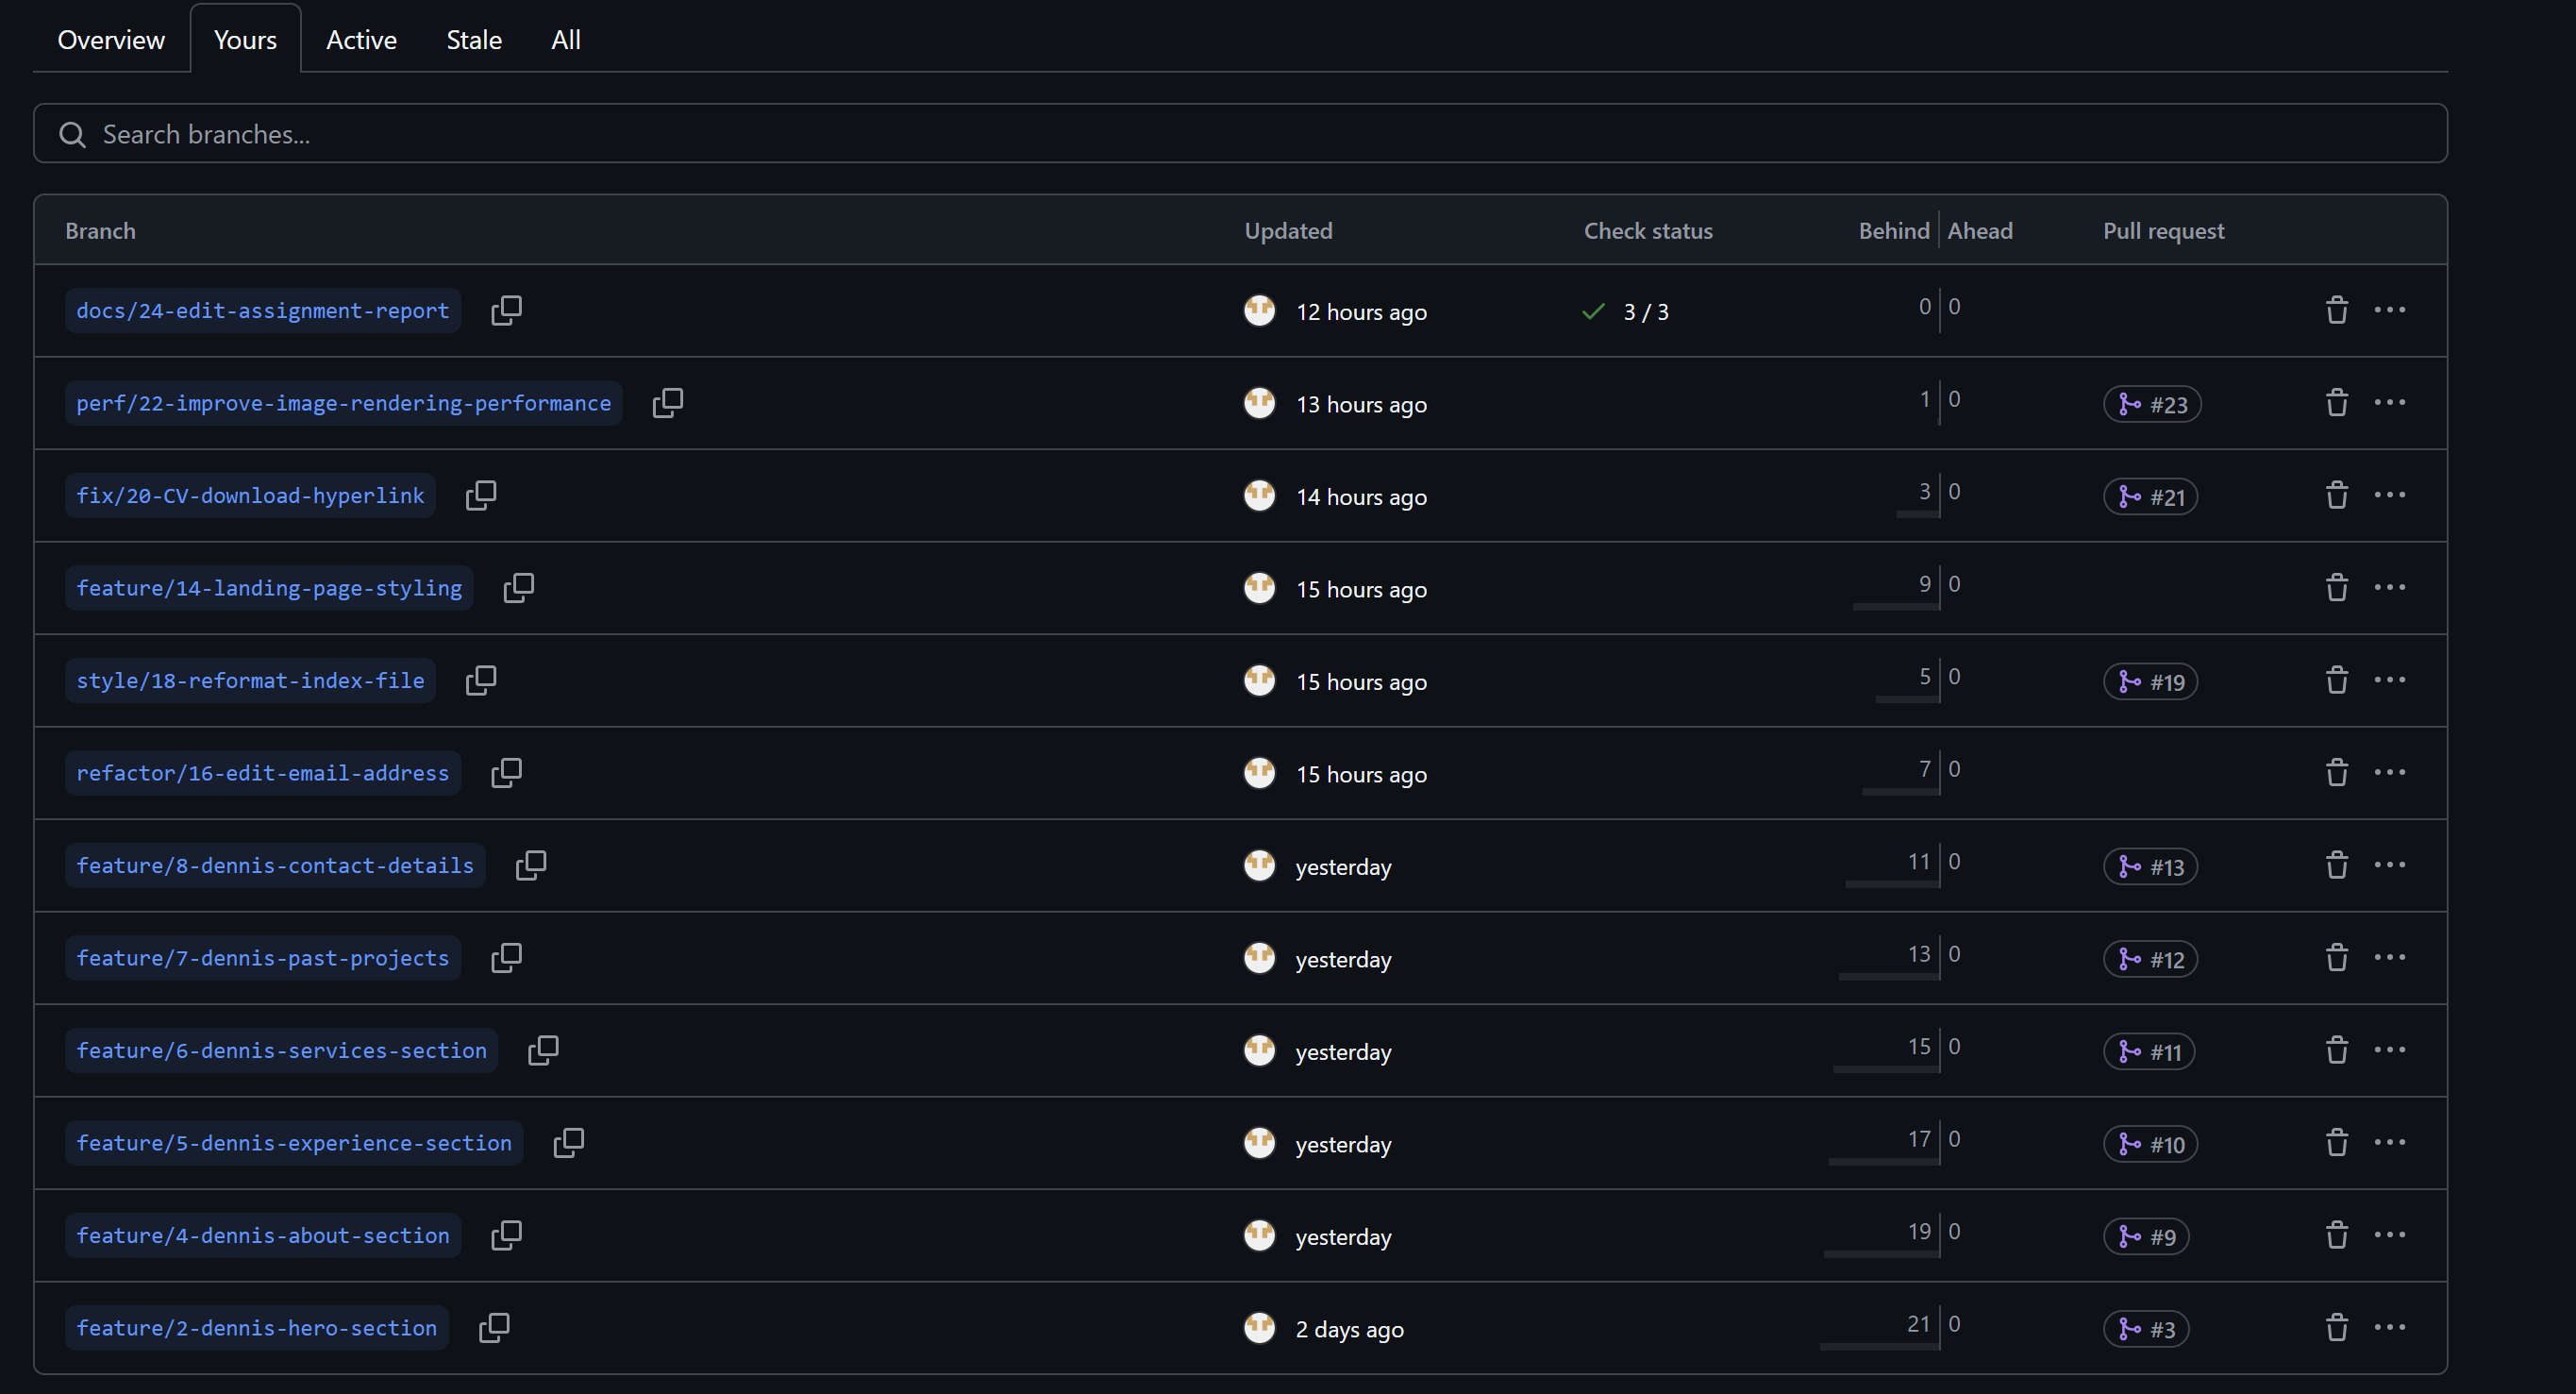 Overview Yours Active Stale All
Search branches...
Branch Updated Check status Behind Ahead Pull request
docs/24-edit-assignment-report 12 hours ago 3 / 3 0 0
perf/22-improve-image-rendering-performance 13 hours ago 1 0 #23
fix/20-CV-download-hyperlink 14 hours ago 3 0 #21
feature/14-landing-page-styling 15 hours ago 9 0
style/18-reformat-index-file 15 hours ago 5 0 #19
refactor/16-edit-email-address 15 hours ago 7 0
feature/8-dennis-contact-details yesterday 11 0 #13
feature/7-dennis-past-projects yesterday 13 0 #12
feature/6-dennis-services-section yesterday 15 0 #11
feature/5-dennis-experience-section yesterday 17 0 #10
feature/4-dennis-about-section yesterday 19 0 #9
feature/2-dennis-hero-section 2 days ago 21 0 #3